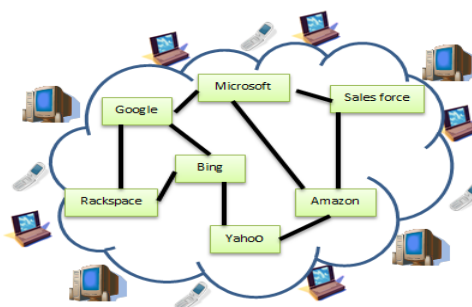 Microsoft
Sales force
Google
Bing
Rackspace
Amazon
YahoO